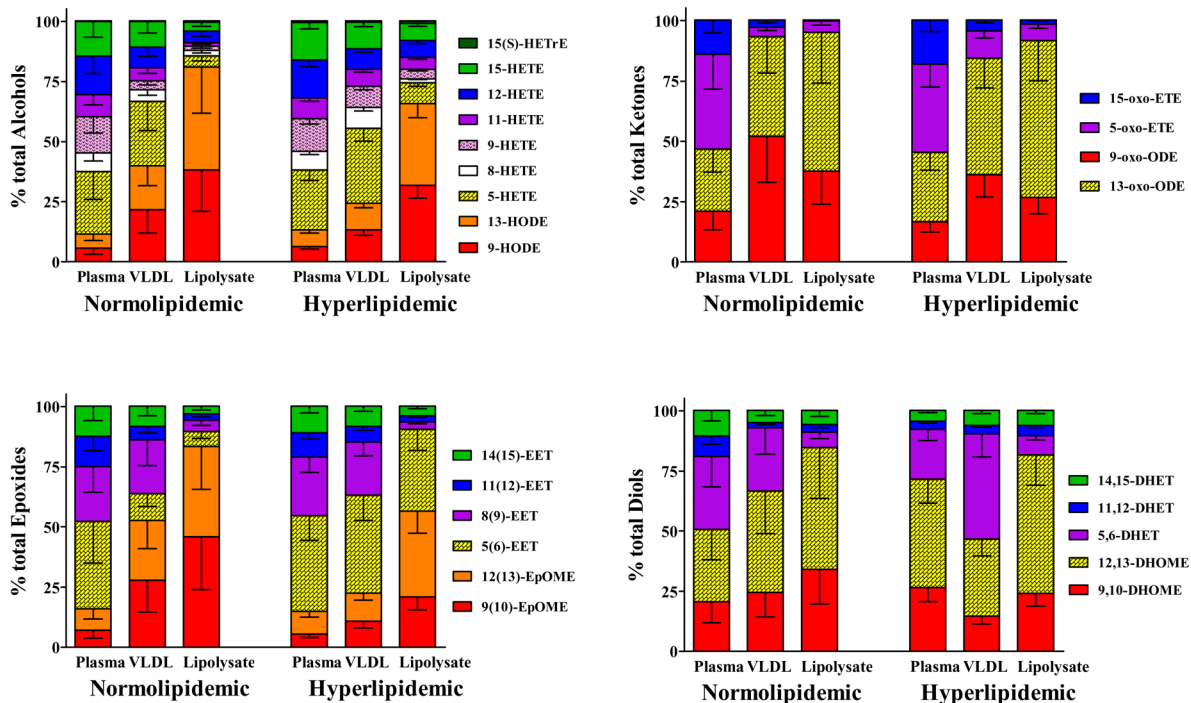 % total Alcohols
100
75
50
25
0
Plasma VLDL Lipolysate
Plasma VLDL Lipolysate
Normolipidemic
Hyperlipidemic
15(S)-HETrE
15-HETE
12-HETE
11-HETE
9-HETE
8-HETE
5-HETE
13-HODE
9-HODE
% total Ketones
100
75
50
25
0
Plasma VLDL Lipolysate
Plasma VLDL Lipolysate
Normolipidemic
Hyperlipidemic
15-oxo-ETE
5-oxo-ETE
9-oxo-ODE
13-oxo-ODE
% total Epoxides
100
75
50
25
0
Plasma VLDL Lipolysate
Plasma VLDL Lipolysate
Normolipidemic
Hyperlipidemic
14(15)-EET
11(12)-EET
8(9)-EET
5(6)-EET
12(13)-EpOME
9(10)-EpOME
% total Diols
100
75
50
25
0
Plasma VLDL Lipolysate
Plasma VLDL Lipolysate
Normolipidemic
Hyperlipidemic
14,15-DHET
11,12-DHET
5,6-DHET
12,13-DHOME
9,10-DHOME